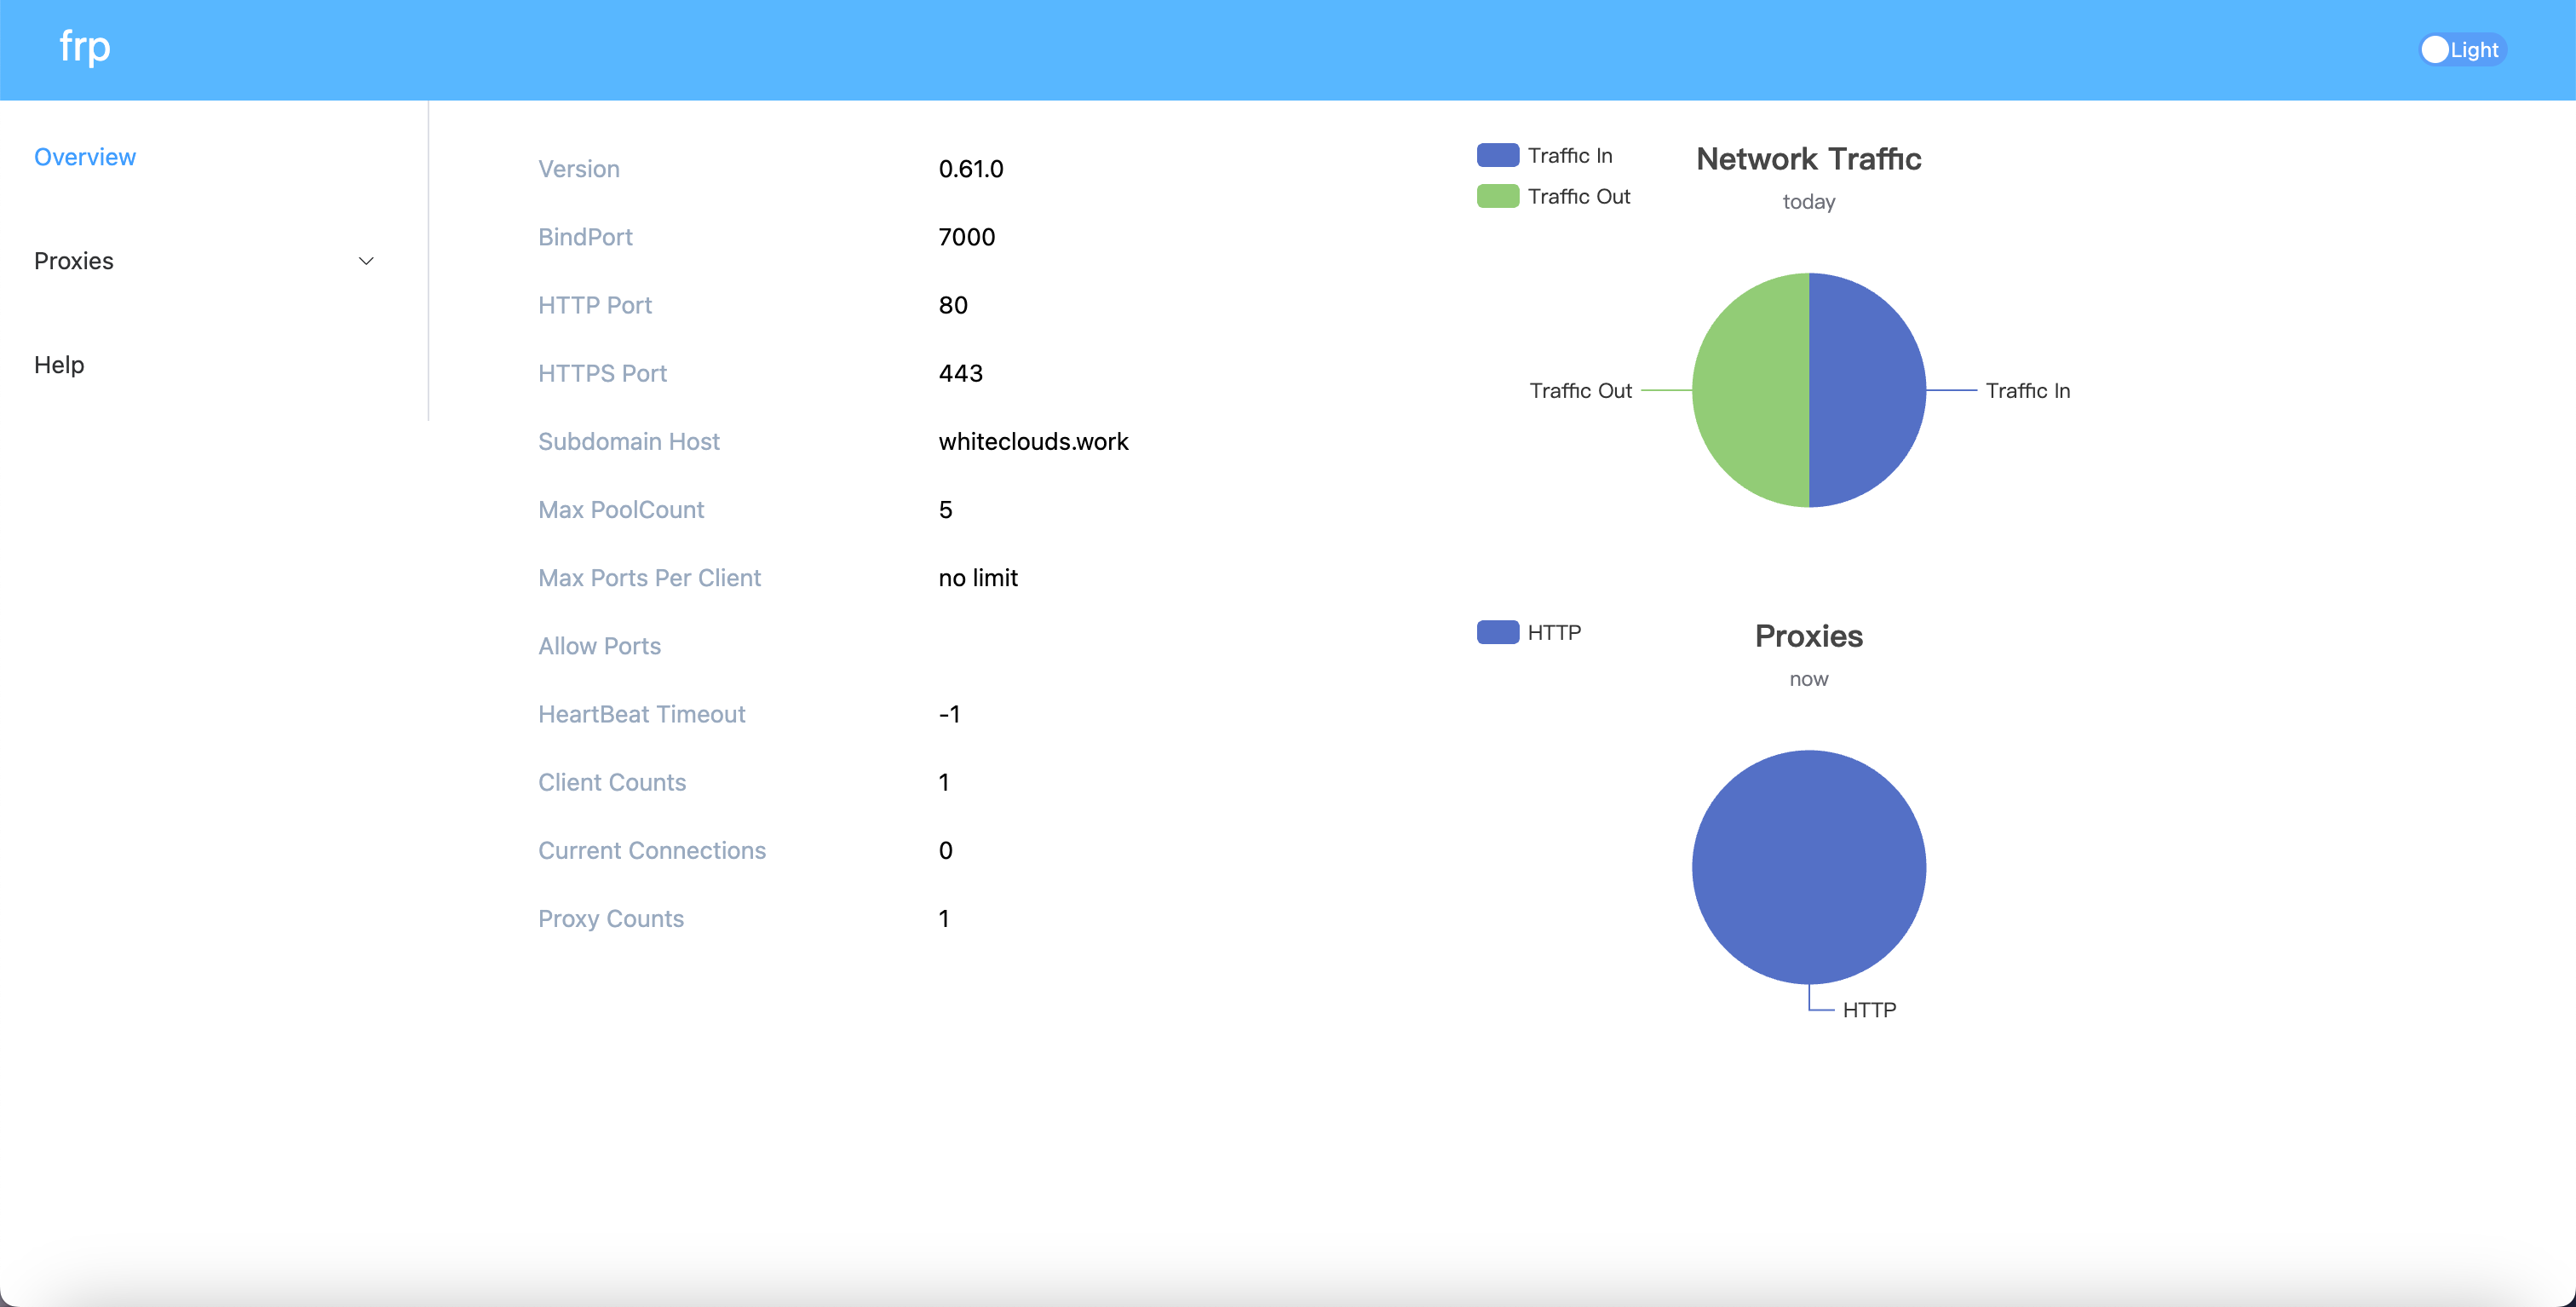 frp
Light
Overview
Proxies
Help
Version 0.61.0
BindPort 7000
HTTP Port 80
HTTPS Port 443
Subdomain Host whiteclouds.work
Max PoolCount 5
Max Ports Per Client no limit
Allow Ports
HeartBeat Timeout -1
Client Counts 1
Current Connections 0
Proxy Counts 1
Traffic In
Traffic Out
Network Traffic
today
Traffic Out
Traffic In
HTTP
Proxies
now
HTTP